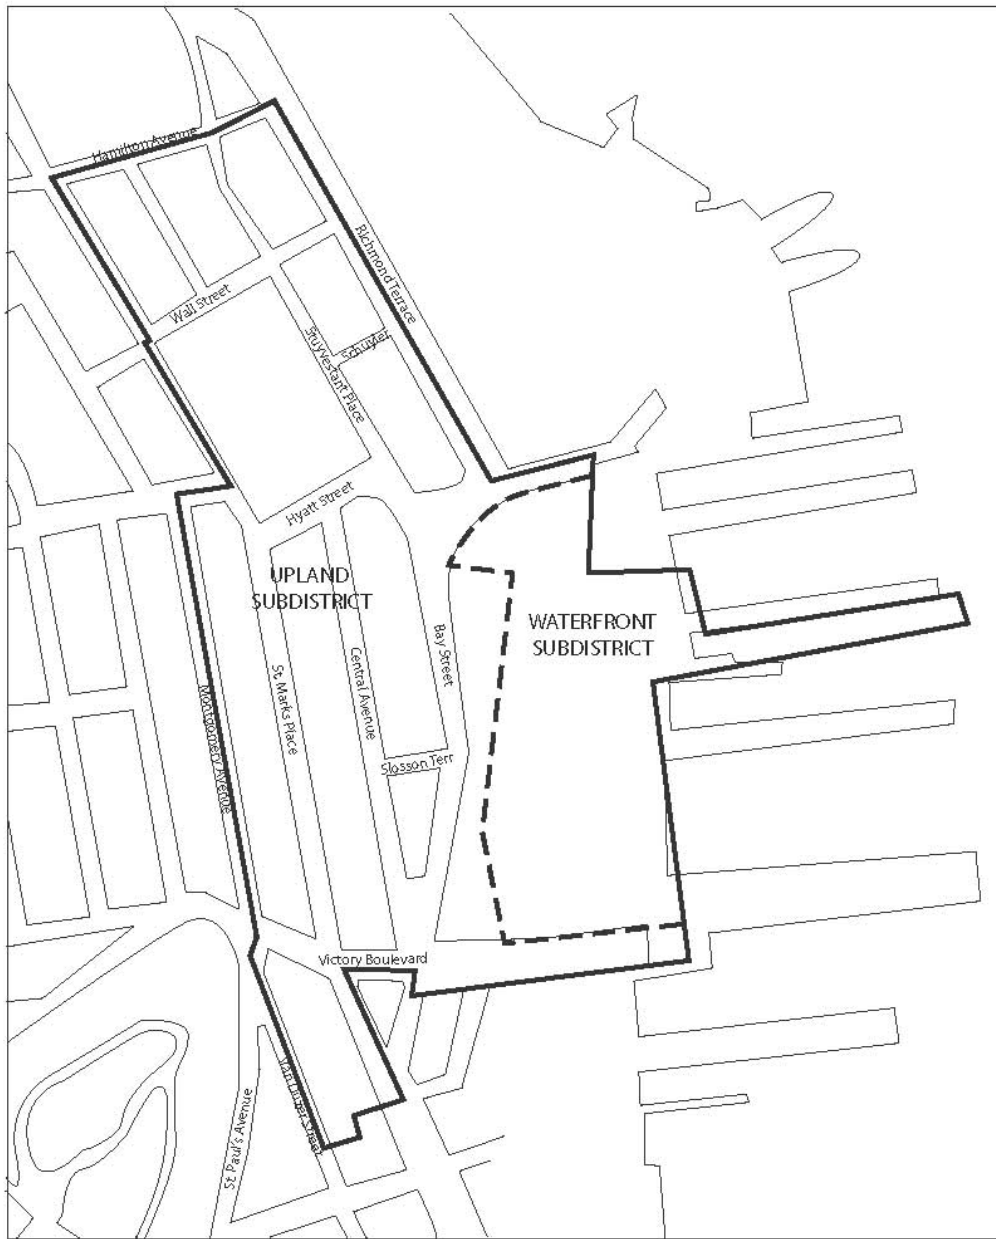 Hamilton Avenue
Richmond Terrace
Wall Street
Schuyler
Stuyvestant Place
Hyatt Street
UPLAND
SUBDISTRICT
WATERFRONT
SUBDISTRICT
Bay Street
Central Avenue
St. Marks Place
Montgomery Avenue
Slosson Terr
Victory Boulevard
Van Duzer Street
St. Paul's Avenue